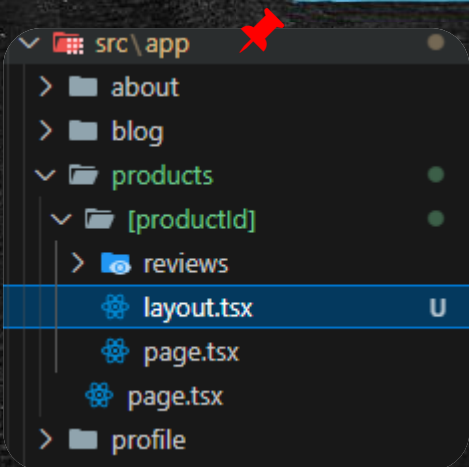 src\app
about
blog
products
[productId]
reviews
layout.tsx U
page.tsx
page.tsx
profile